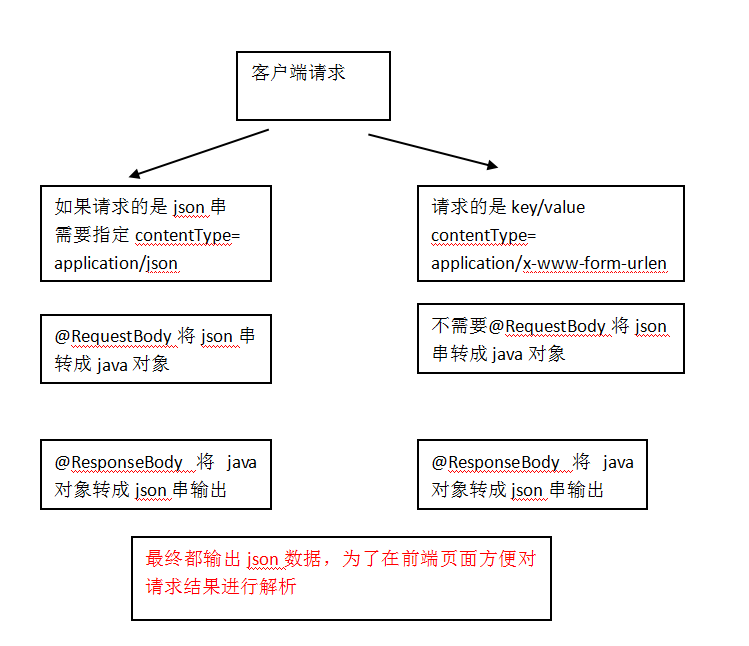 客户端请求
如果请求的是 json 串
需要指定 contentType=
application/json
请求的是 key/value
contentType=
application/x-www-form-urlen
@RequestBody 将 json 串
转成 java 对象
不需要@RequestBody 将 json
串转成 java 对象
@ResponseBody 将 java
对象转成 json 串输出
@ResponseBody 将 java
对象转成 json 串输出
最终都输出 json 数据，为了在前端页面方便对
请求结果进行解析